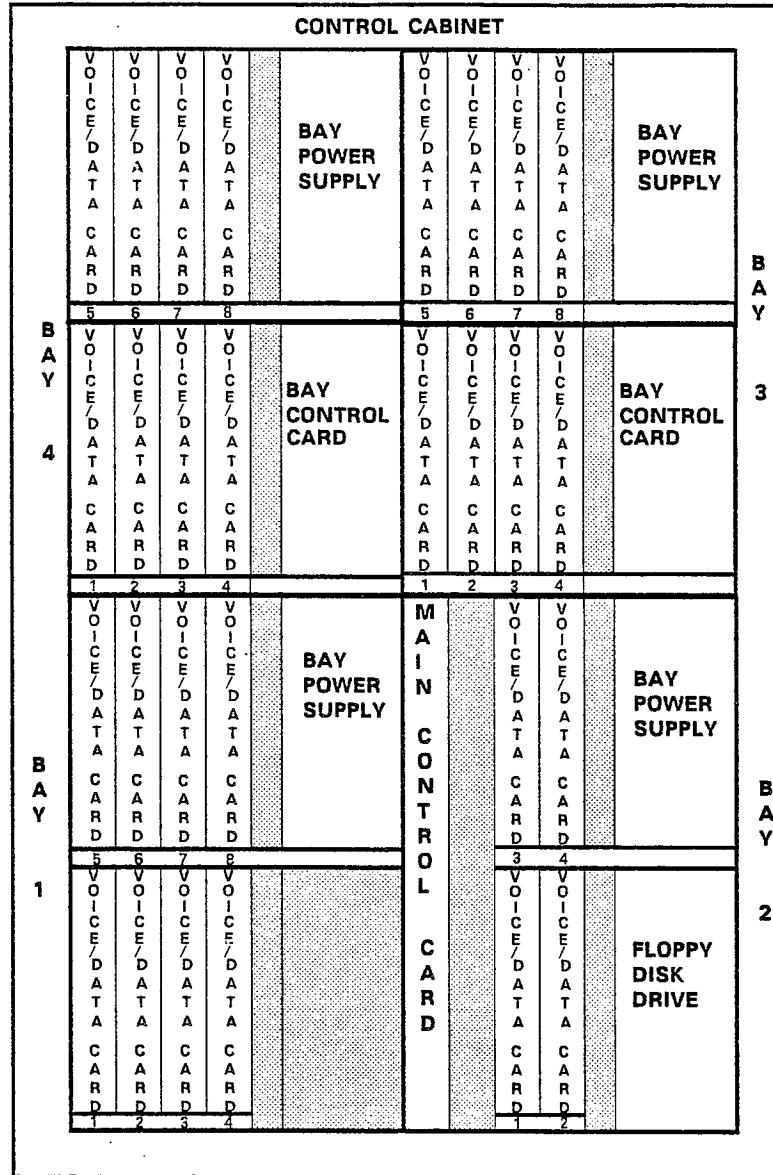 CONTROL CABINET
VOICE/DATA CARD
VOICE/DATA CARD
VOICE/DATA CARD
VOICE/DATA CARD
BAY
POWER
SUPPLY
5 6 7 8
VOICE/DATA CARD
VOICE/DATA CARD
VOICE/DATA CARD
VOICE/DATA CARD
BAY
POWER
SUPPLY
5 6 7 8
BAY 4
VOICE/DATA CARD
VOICE/DATA CARD
VOICE/DATA CARD
VOICE/DATA CARD
BAY
CONTROL
CARD
1 2 3 4
VOICE/DATA CARD
VOICE/DATA CARD
VOICE/DATA CARD
VOICE/DATA CARD
BAY
CONTROL
CARD
1 2 3 4
BAY 3
BAY 1
VOICE/DATA CARD
VOICE/DATA CARD
VOICE/DATA CARD
VOICE/DATA CARD
BAY
POWER
SUPPLY
5 6 7 8
VOICE/DATA CARD
VOICE/DATA CARD
VOICE/DATA CARD
VOICE/DATA CARD
1 2 3 4
MAIN CONTROL CARD
VOICE/DATA CARD
VOICE/DATA CARD
BAY
POWER
SUPPLY
3 4
VOICE/DATA CARD
VOICE/DATA CARD
FLOPPY
DISK
DRIVE
1 2
BAY 2